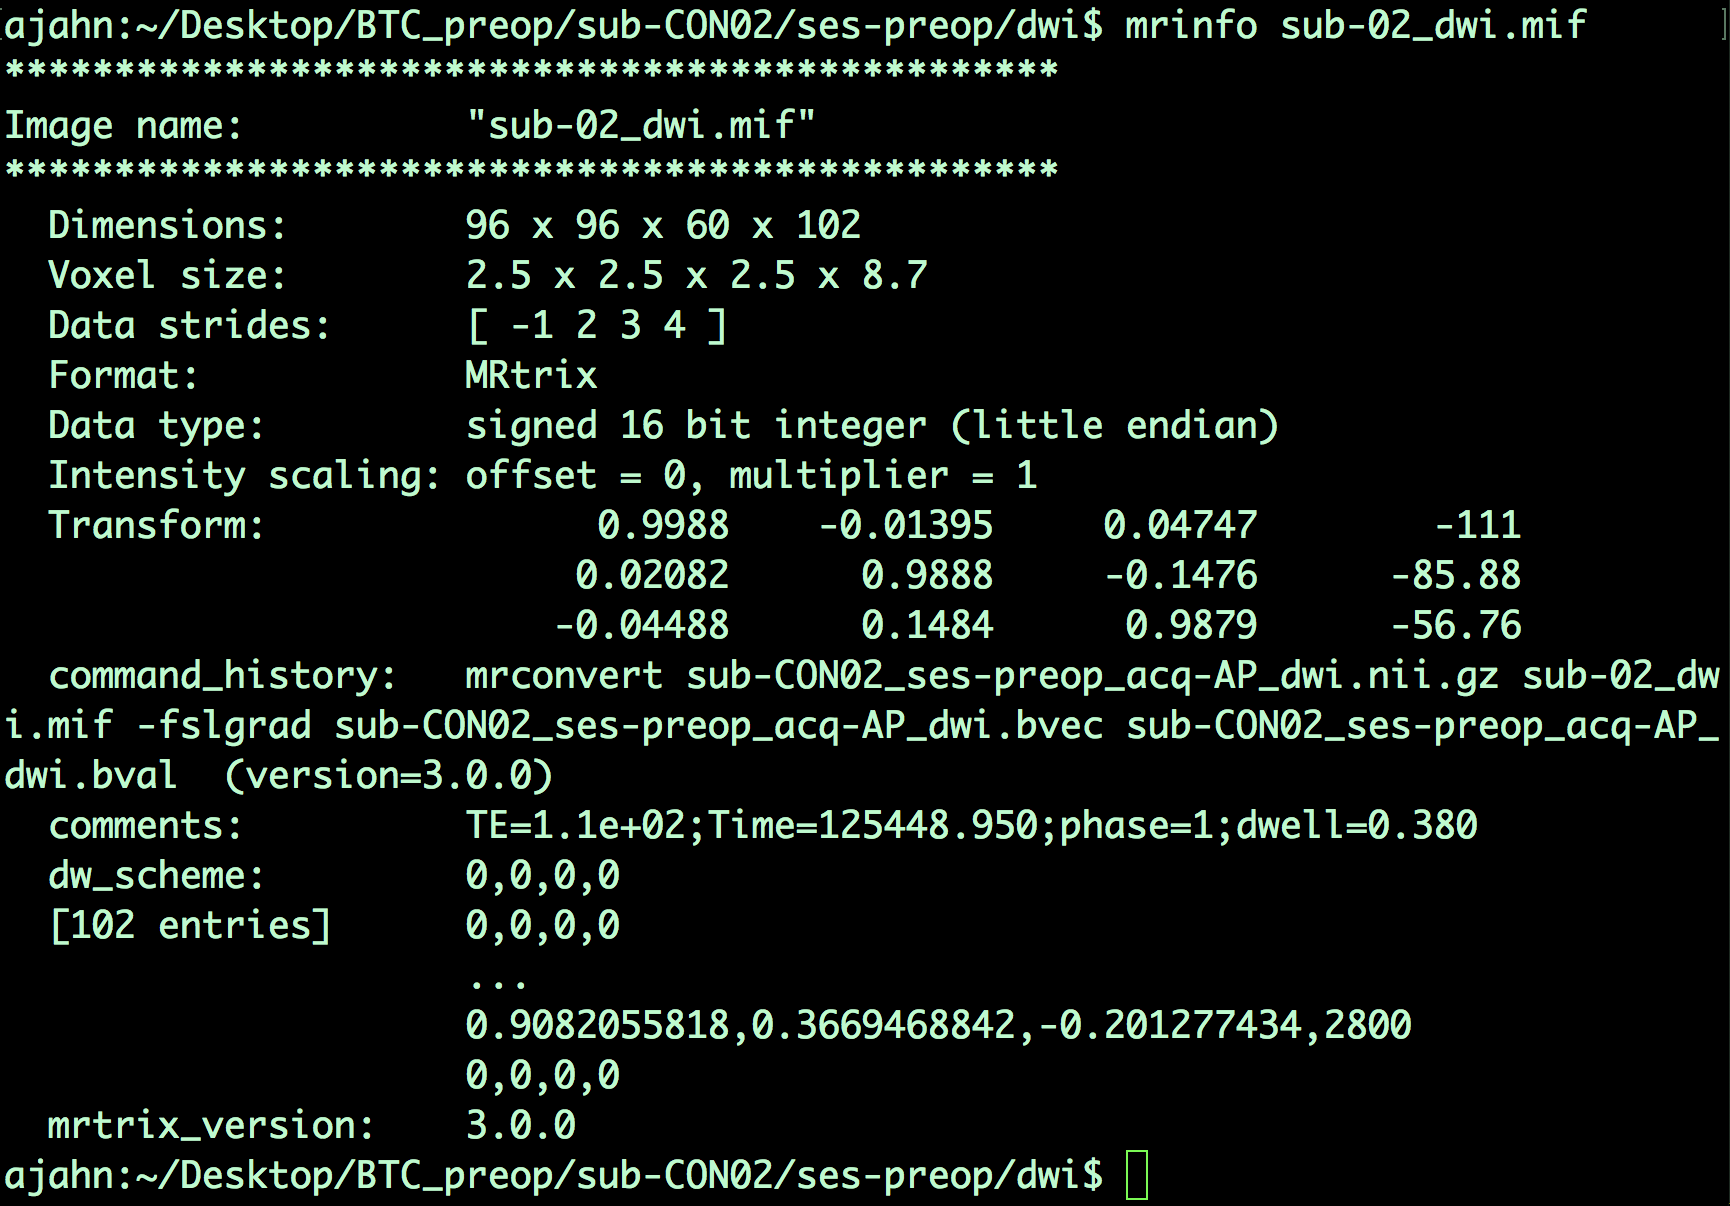 ajahn:~/Desktop/BTC_preop/sub-CON02/ses-preop/dwi$ mrinfo sub-02_dwi.mif
************************************************
Image name:          "sub-02_dwi.mif"
************************************************
  Dimensions:        96 x 96 x 60 x 102
  Voxel size:        2.5 x 2.5 x 2.5 x 8.7
  Data strides:      [ -1 2 3 4 ]
  Format:            MRtrix
  Data type:         signed 16 bit integer (little endian)
  Intensity scaling: offset = 0, multiplier = 1
  Transform:               0.9988    -0.01395     0.04747        -111
                          0.02082      0.9888     -0.1476      -85.88
                         -0.04488      0.1484      0.9879      -56.76
  command_history:   mrconvert sub-CON02_ses-preop_acq-AP_dwi.nii.gz sub-02_dw
i.mif -fslgrad sub-CON02_ses-preop_acq-AP_dwi.bvec sub-CON02_ses-preop_acq-AP_
dwi.bval  (version=3.0.0)
  comments:          TE=1.1e+02;Time=125448.950;phase=1;dwell=0.380
  dw_scheme:         0,0,0,0
  [102 entries]      0,0,0,0
                     ...
                     0.9082055818,0.3669468842,-0.201277434,2800
                     0,0,0,0
  mrtrix_version:    3.0.0
ajahn:~/Desktop/BTC_preop/sub-CON02/ses-preop/dwi$